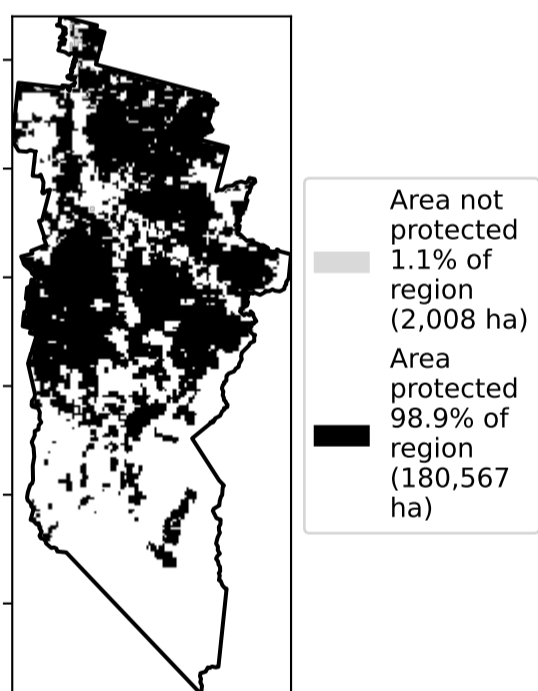 Area not
protected
1.1% of
region
(2,008 ha)
Area
protected
98.9% of
region
(180,567
ha)